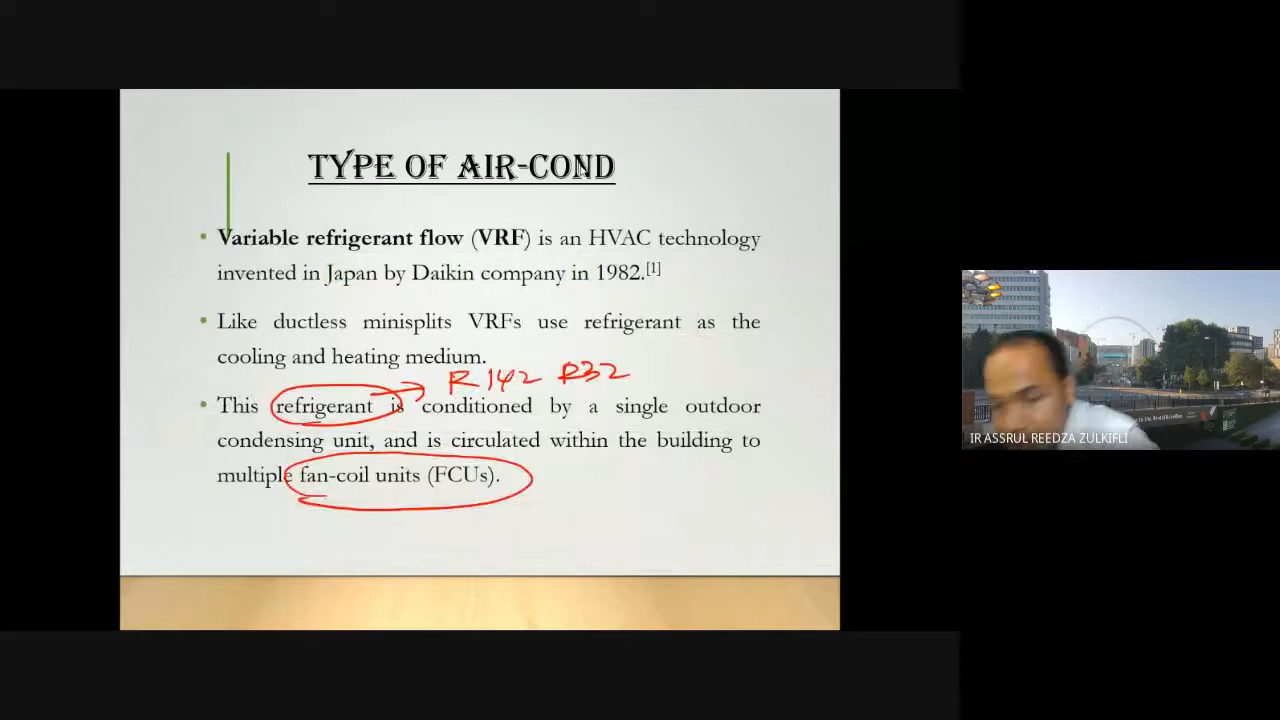 TYPE OF AIR-COND
• Variable refrigerant flow (VRF) is an HVAC technology
invented in Japan by Daikin company in 1982.[1]
• Like ductless minisplits VRFs use refrigerant as the
cooling and heating medium.
R142 R32
• This refrigerant is conditioned by a single outdoor
condensing unit, and is circulated within the building to
multiple fan-coil units (FCUs).
IR ASSRUL REEDZA ZULKIFLI